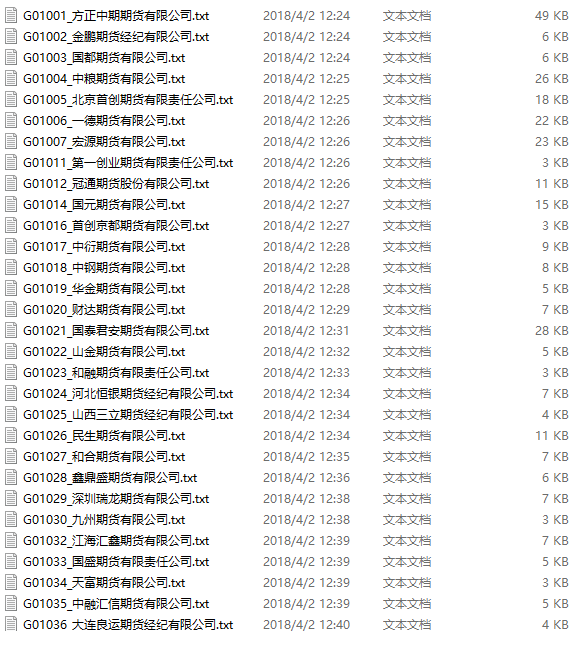 G01001_方正中期期货有限公司.txt 2018/4/2 12:24 文本文档 49 KB
G01002_金鹏期货经纪有限公司.txt 2018/4/2 12:24 文本文档 6 KB
G01003_国都期货有限公司.txt 2018/4/2 12:24 文本文档 6 KB
G01004_中粮期货有限公司.txt 2018/4/2 12:25 文本文档 26 KB
G01005_北京首创期货有限责任公司.txt 2018/4/2 12:25 文本文档 18 KB
G01006_一德期货有限公司.txt 2018/4/2 12:26 文本文档 22 KB
G01007_宏源期货有限公司.txt 2018/4/2 12:26 文本文档 23 KB
G01011_第一创业期货有限责任公司.txt 2018/4/2 12:26 文本文档 3 KB
G01012_冠通期货股份有限公司.txt 2018/4/2 12:26 文本文档 11 KB
G01014_国元期货有限公司.txt 2018/4/2 12:27 文本文档 15 KB
G01016_首创京都期货有限公司.txt 2018/4/2 12:27 文本文档 3 KB
G01017_中衍期货有限公司.txt 2018/4/2 12:28 文本文档 9 KB
G01018_中钢期货有限公司.txt 2018/4/2 12:28 文本文档 8 KB
G01019_华金期货有限公司.txt 2018/4/2 12:28 文本文档 5 KB
G01020_财达期货有限公司.txt 2018/4/2 12:29 文本文档 7 KB
G01021_国泰君安期货有限公司.txt 2018/4/2 12:31 文本文档 28 KB
G01022_山金期货有限公司.txt 2018/4/2 12:32 文本文档 5 KB
G01023_和融期货有限责任公司.txt 2018/4/2 12:33 文本文档 3 KB
G01024_河北恒银期货经纪有限公司.txt 2018/4/2 12:34 文本文档 7 KB
G01025_山西三立期货经纪有限公司.txt 2018/4/2 12:34 文本文档 4 KB
G01026_民生期货有限公司.txt 2018/4/2 12:34 文本文档 11 KB
G01027_和合期货有限公司.txt 2018/4/2 12:35 文本文档 7 KB
G01028_鑫鼎盛期货有限公司.txt 2018/4/2 12:36 文本文档 6 KB
G01029_深圳瑞龙期货有限公司.txt 2018/4/2 12:38 文本文档 7 KB
G01030_九州期货有限公司.txt 2018/4/2 12:38 文本文档 3 KB
G01032_江海汇鑫期货有限公司.txt 2018/4/2 12:39 文本文档 7 KB
G01033_国盛期货有限责任公司.txt 2018/4/2 12:39 文本文档 5 KB
G01034_天富期货有限公司.txt 2018/4/2 12:39 文本文档 3 KB
G01035_中融汇信期货有限公司.txt 2018/4/2 12:39 文本文档 5 KB
G01036_大连良运期货经纪有限公司.txt 2018/4/2 12:40 文本文档 4 KB